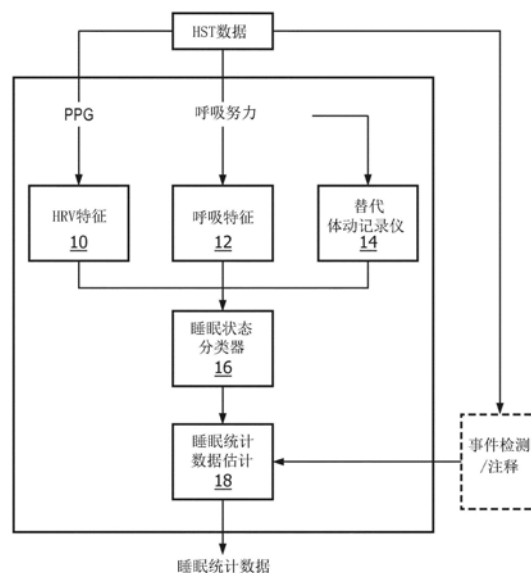 HST数据
PPG
呼吸努力
HRV特征
10
呼吸特征
12
替代
体动记录仪
14
睡眠状态
分类器
16
睡眠统计
数据估计
18
事件检测
/注释
睡眠统计数据